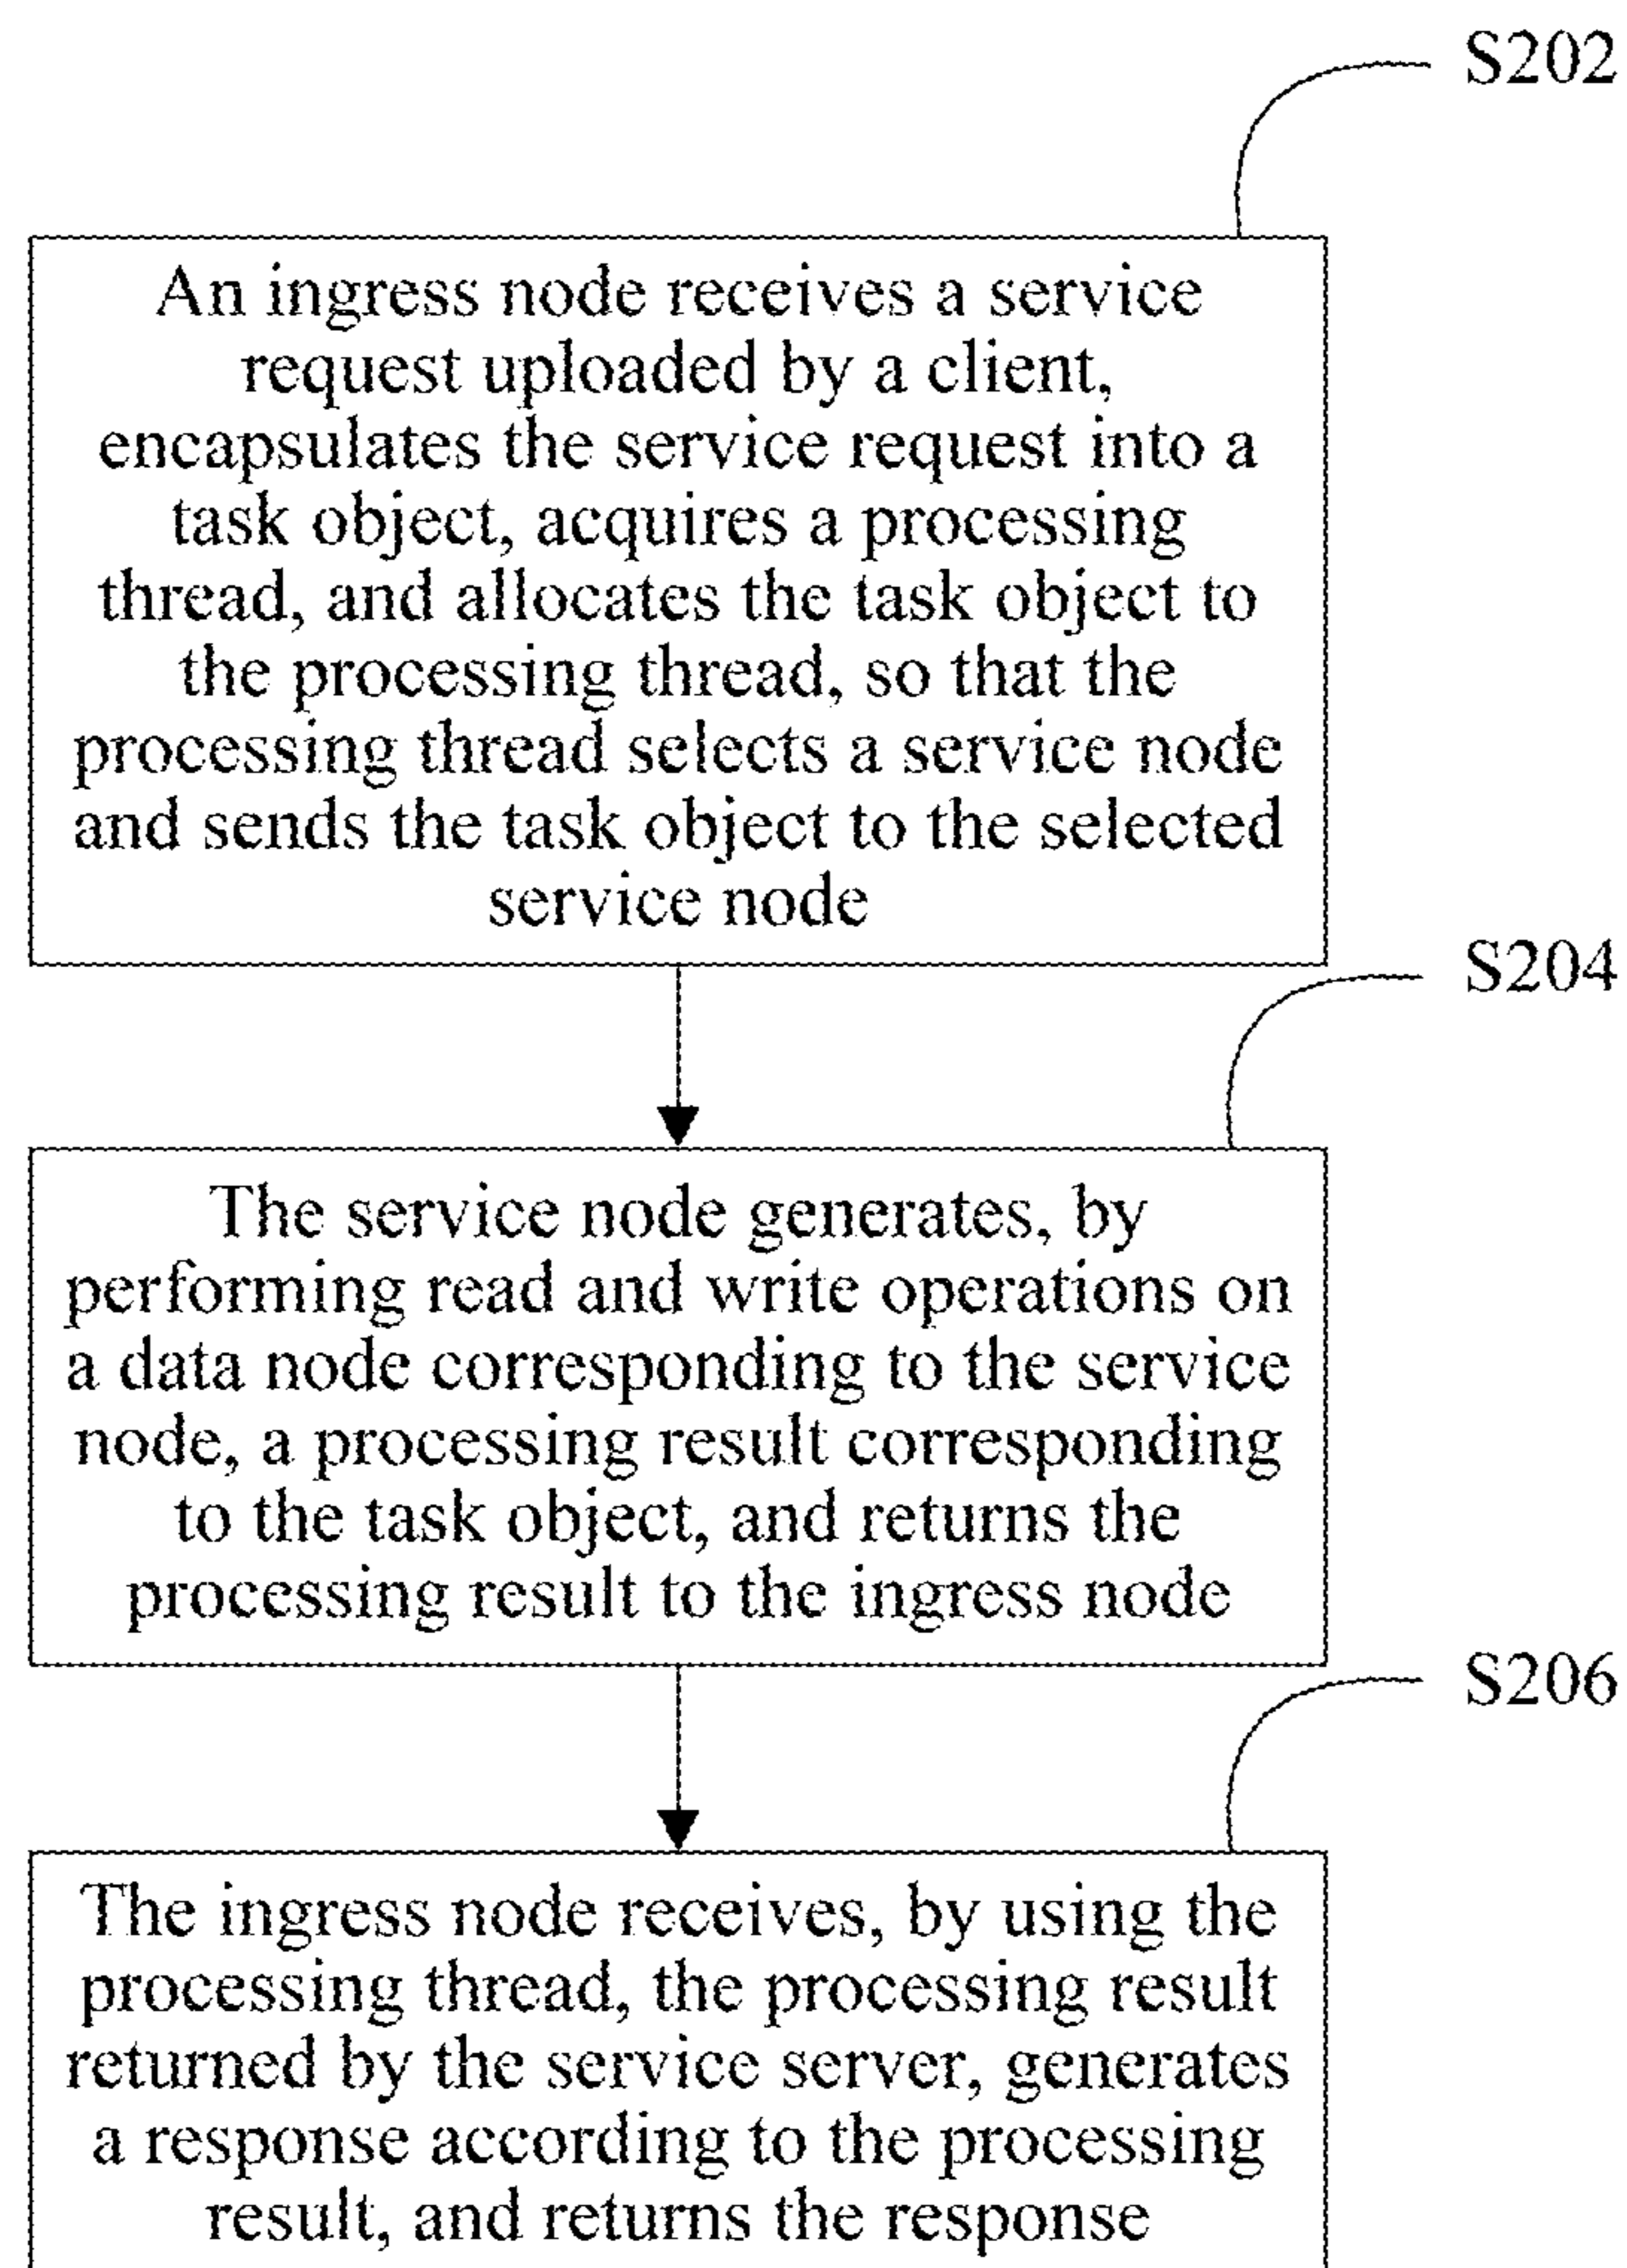 S202
An ingress node receives a service
request uploaded by a client,
encapsulates the service request into a
task object, acquires a processing
thread, and allocates the task object to
the processing thread, so that the
processing thread selects a service node
and sends the task object to the selected
service node
S204
The service node generates, by
performing read and write operations on
a data node corresponding to the service
node, a processing result corresponding
to the task object, and returns the
processing result to the ingress node
S206
The ingress node receives, by using the
processing thread, the processing result
returned by the service server, generates
a response according to the processing
result, and returns the response